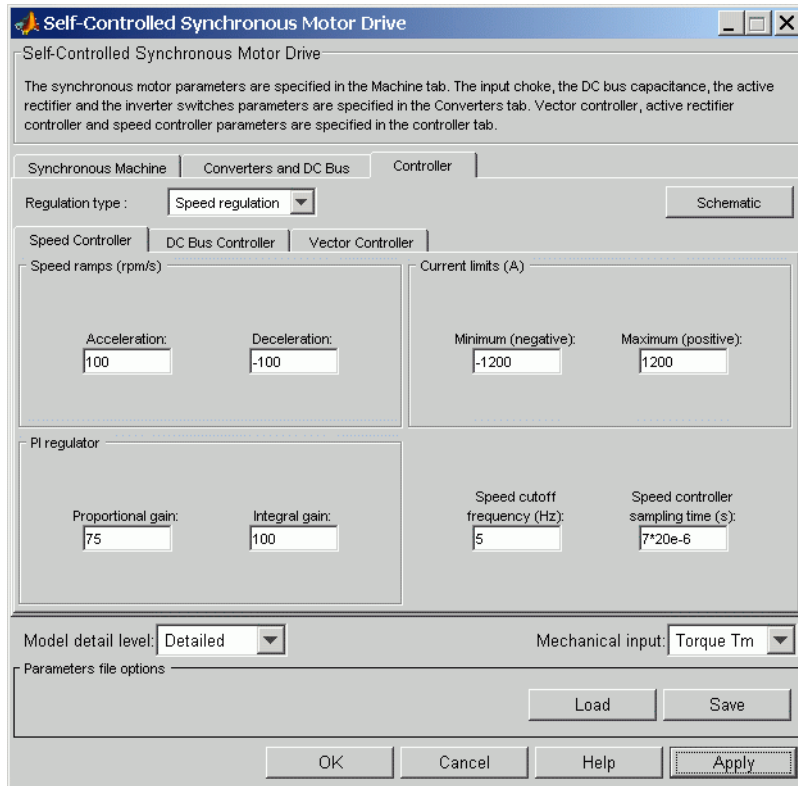 Self-Controlled Synchronous Motor Drive
Self-Controlled Synchronous Motor Drive
The synchronous motor parameters are specified in the Machine tab. The input choke, the DC bus capacitance, the active
rectifier and the inverter switches parameters are specified in the Converters tab. Vector controller, active rectifier
controller and speed controller parameters are specified in the controller tab.
Synchronous Machine Converters and DC Bus Controller
Regulation type : Speed regulation Schematic
Speed Controller DC Bus Controller Vector Controller
Speed ramps (rpm/s) Current limits (A)
Acceleration: Deceleration: Minimum (negative): Maximum (positive):
100 -100 -1200 1200
PI regulator
Speed cutoff Speed controller
Proportional gain: Integral gain: frequency (Hz): sampling time (s):
75 100 5 7*20e-6
Model detail level: Detailed Mechanical input: Torque Tm
Parameters file options
Load Save
OK Cancel Help Apply